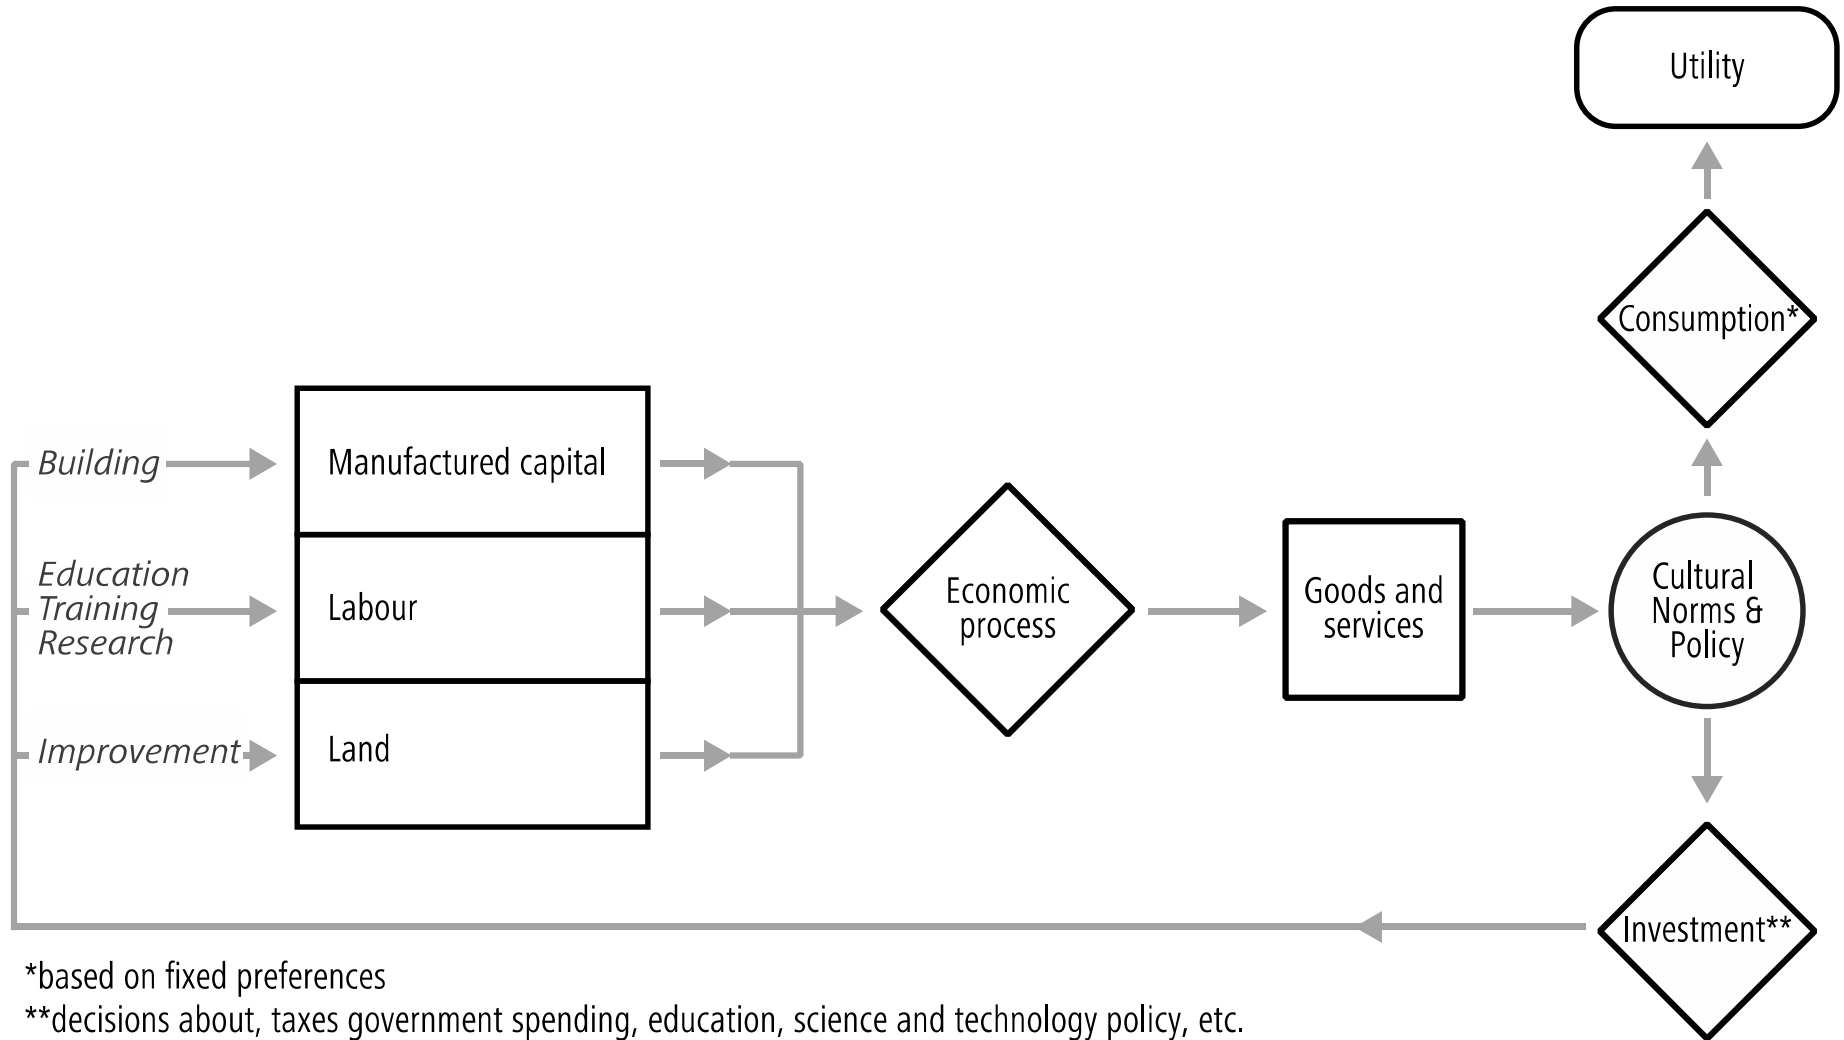 Utility
Consumption*
Building
Manufactured capital
Education
Training
Research
Labour
Improvement
Land
Economic
process
Goods and
services
Cultural
Norms &
Policy
Investment**
*based on fixed preferences
**decisions about, taxes government spending, education, science and technology policy, etc.